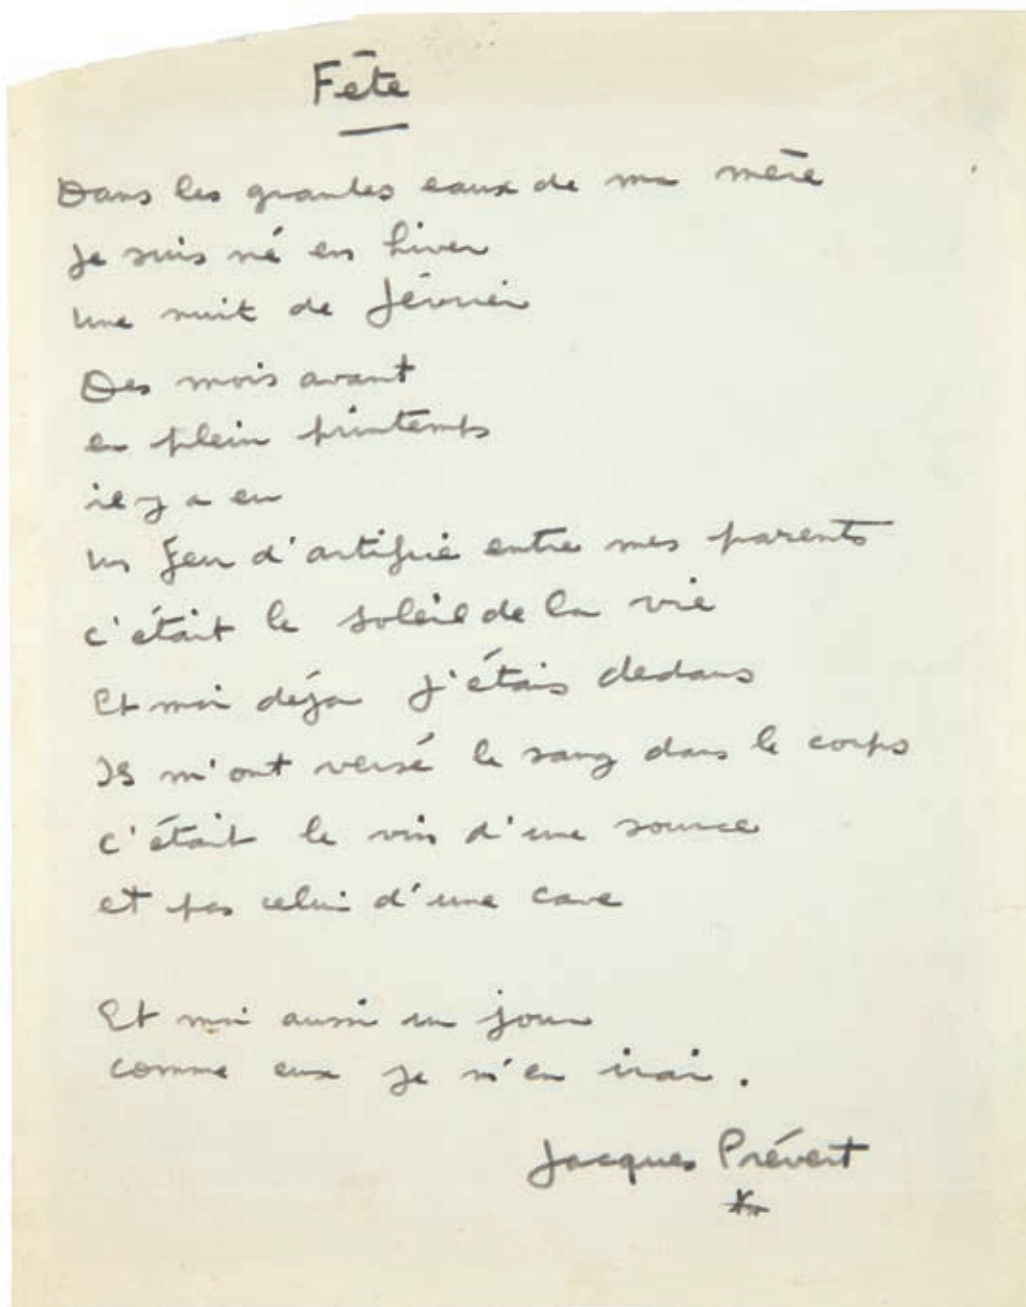 Fête
Dans les grandes eaux de ma mère
je suis né en hiver
une nuit de février
Des mois avant
en plein printemps
il y a eu
un feu d'artifice entre mes parents
c'était le soleil de la vie
Et moi déjà j'étais dedans
Ils m'ont versé le sang dans le corps
c'était le vin d'une source
et pas celui d'une cave
Et moi aussi un jour
comme eux je m'en irai.
Jacques Prévert